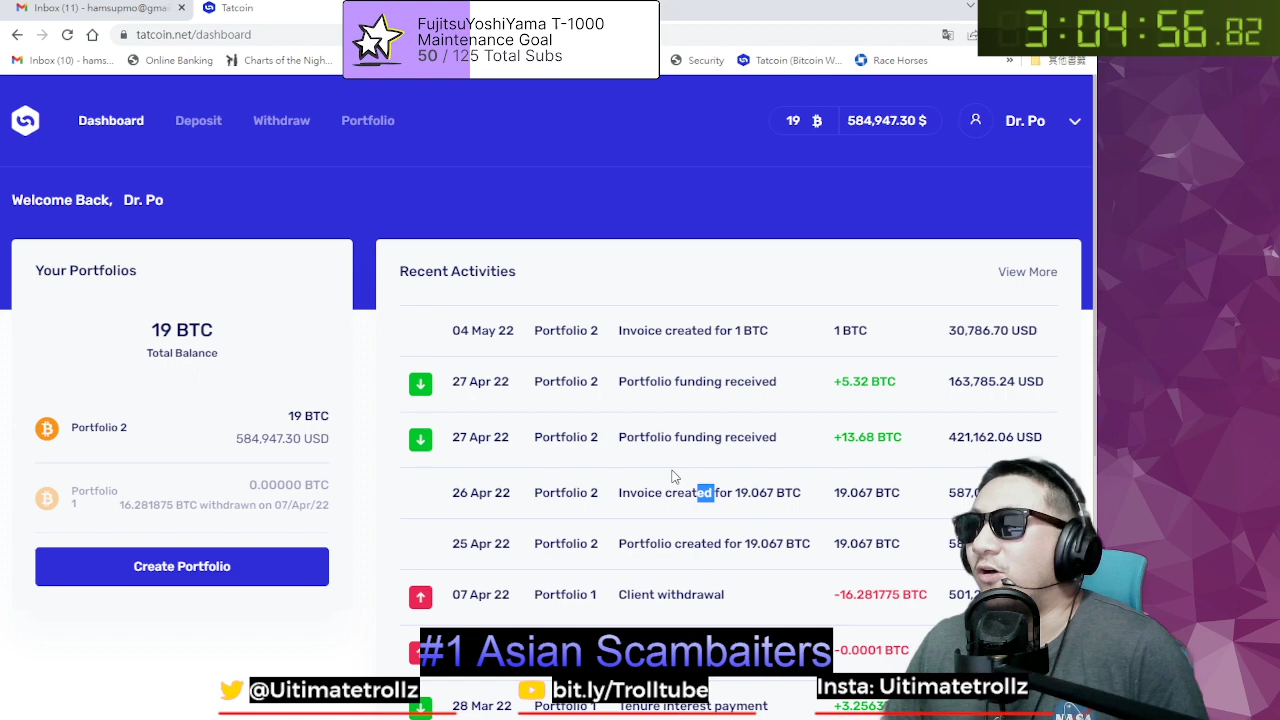 Inbox (11) - hamsupmo@gma
Tatcoin
tatcoin.net/dashboard
Inbox (10) - hams...
Online Banking
Charts of the Nigh...
Security
Tatcoin (Bitcoin W...
Race Horses
»
其他書籤
FujitsuYoshiYama T-1000
Maintenance Goal
50 / 125 Total Subs
3:04:56.82
Dashboard
Deposit
Withdraw
Portfolio
19
584,947.30 $
Dr. Po
Welcome Back, Dr. Po
Your Portfolios
19 BTC
Total Balance
Portfolio 2
19 BTC
584,947.30 USD
Portfolio
1
0.00000 BTC
16.281875 BTC withdrawn on 07/Apr/22
Create Portfolio
Recent Activities
View More
04 May 22 Portfolio 2 Invoice created for 1 BTC 1 BTC 30,786.70 USD
27 Apr 22 Portfolio 2 Portfolio funding received +5.32 BTC 163,785.24 USD
27 Apr 22 Portfolio 2 Portfolio funding received +13.68 BTC 421,162.06 USD
26 Apr 22 Portfolio 2 Invoice created for 19.067 BTC 19.067 BTC
25 Apr 22 Portfolio 2 Portfolio created for 19.067 BTC 19.067 BTC
07 Apr 22 Portfolio 1 Client withdrawal -16.281775 BTC
-0.0001 BTC
28 Mar 22 Portfolio 1 Tenure interest payment
#1 Asian Scambaiters
@Uitimatetrollz
bit.ly/Trolltube
Insta: Uitimatetrollz
NASA